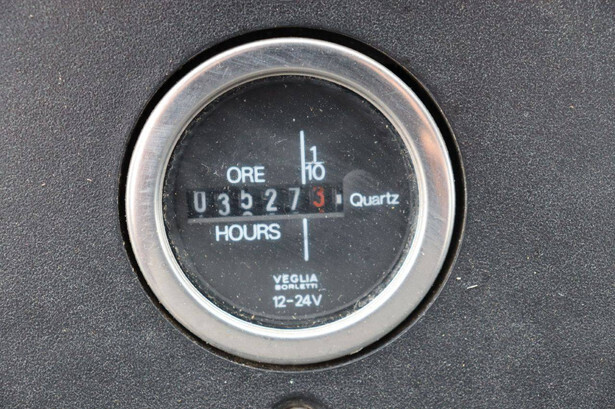 ORE
1/10
035273
Quartz
HOURS
VEGLIA
BORLETTI
12-24V